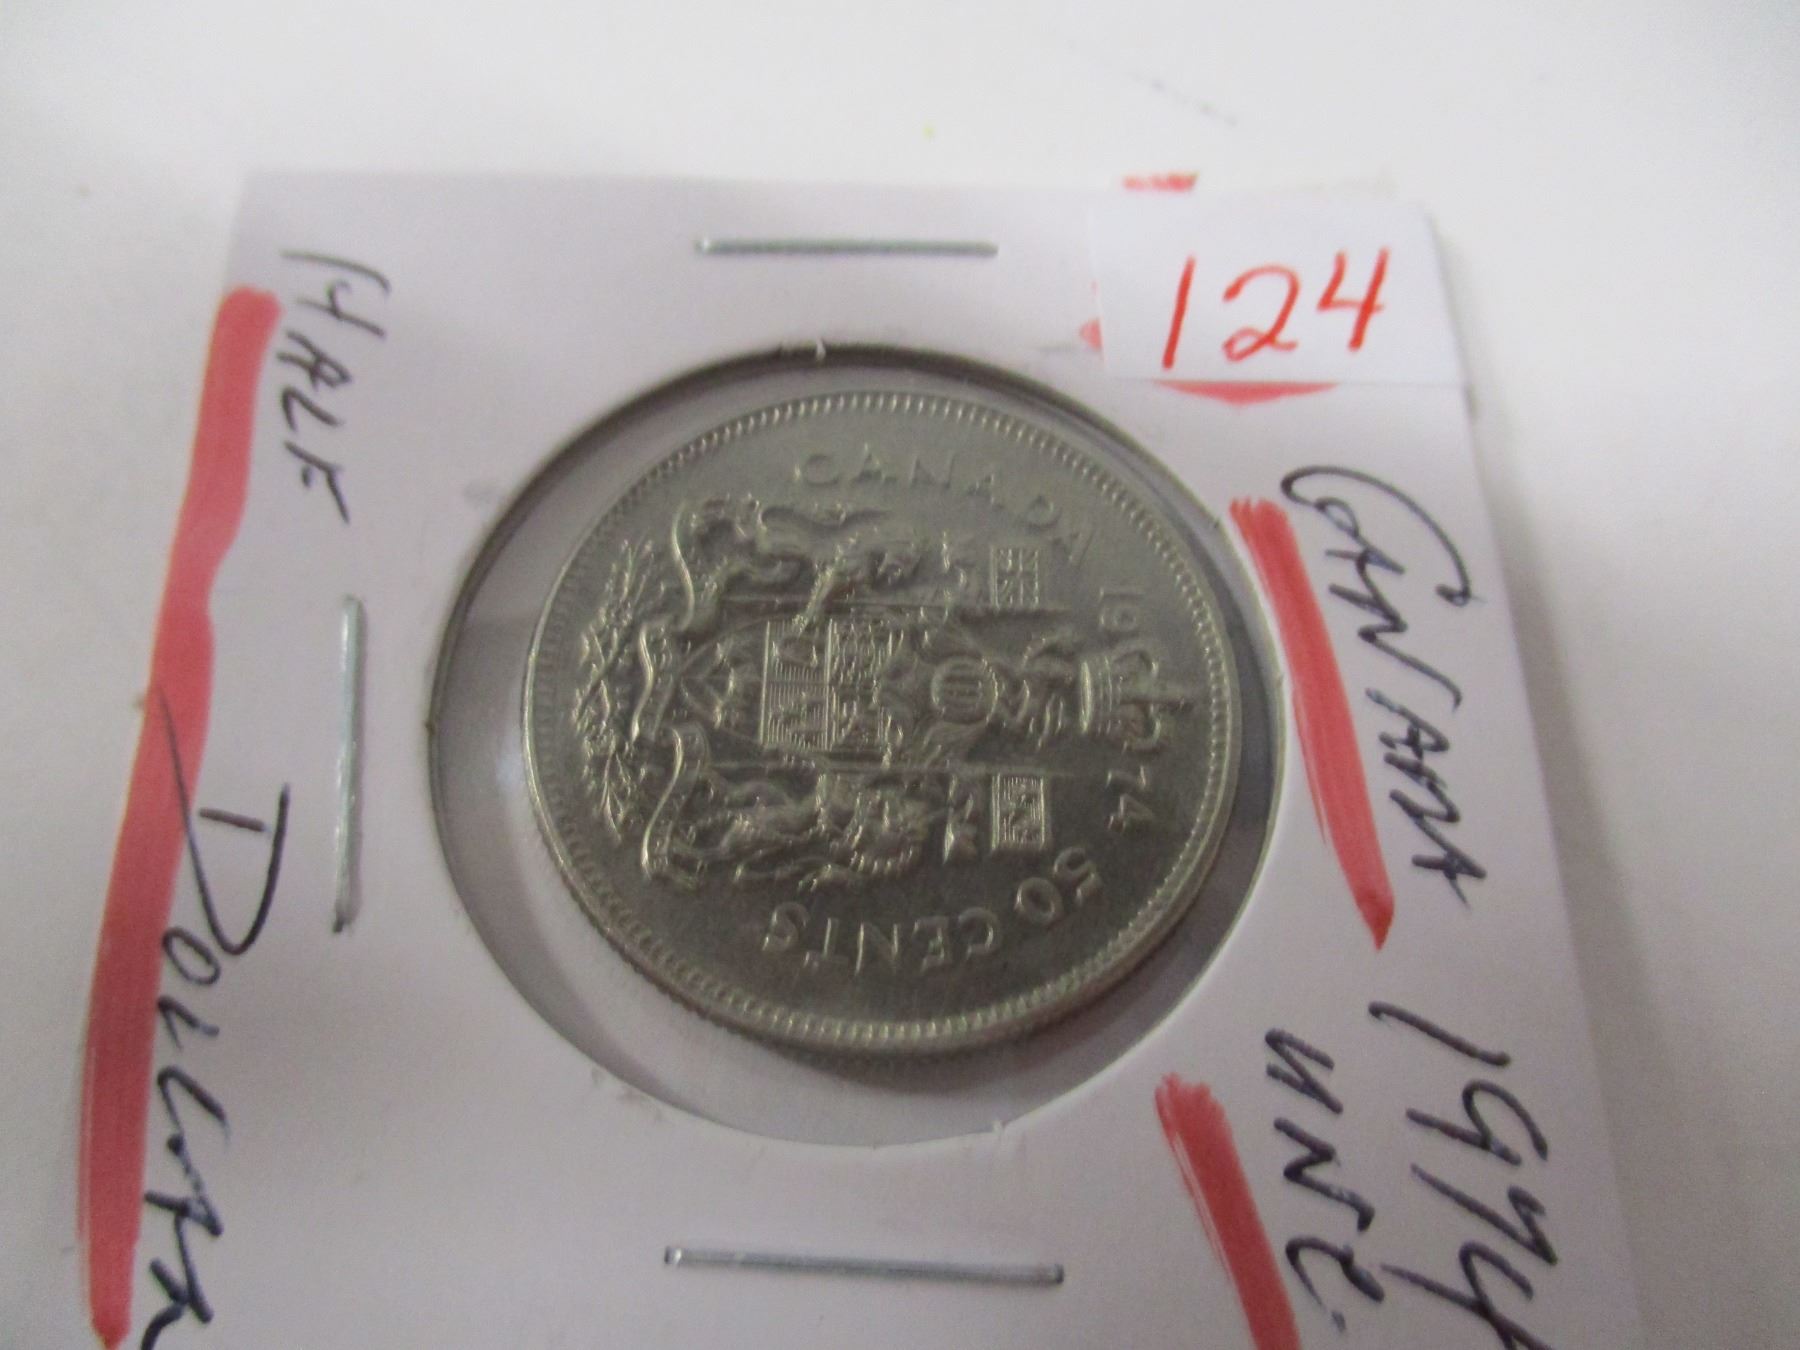 124
CANADA 1974
UNC.
HALF DOLLAR
CANADA
1974
50 CENTS